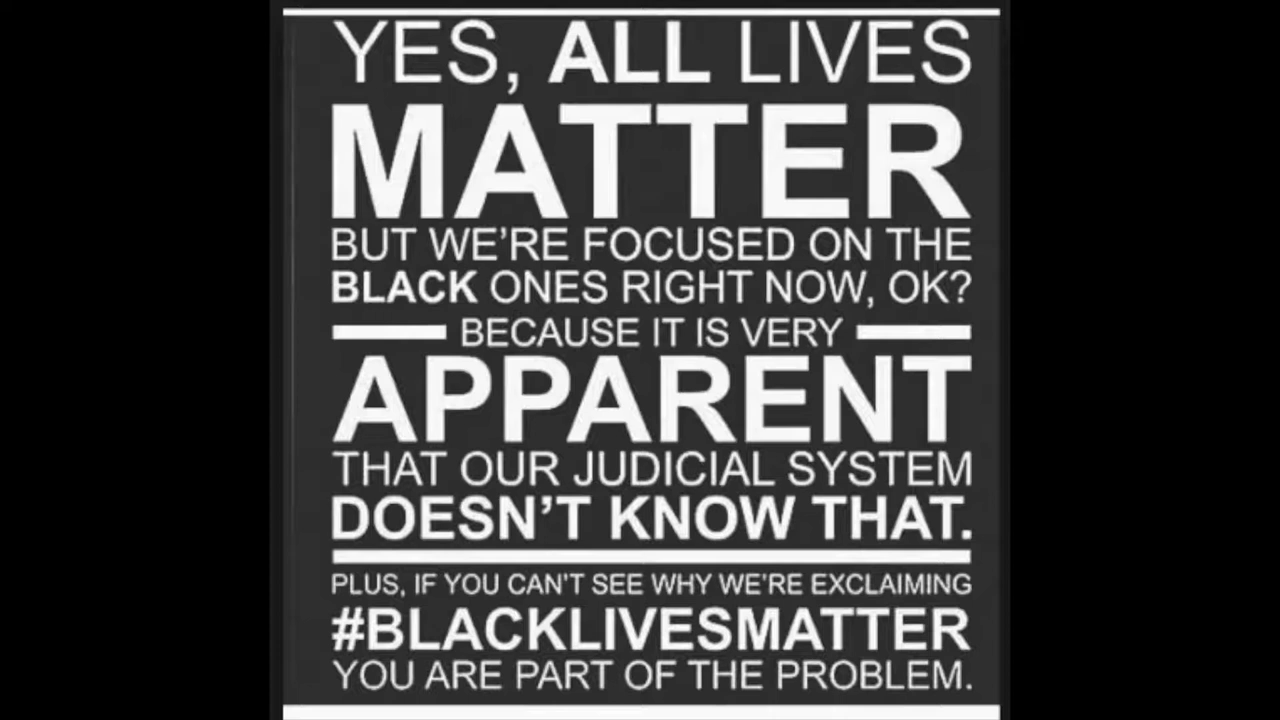 YES, ALL LIVES
MATTER
BUT WE'RE FOCUSED ON THE
BLACK ONES RIGHT NOW, OK?
BECAUSE IT IS VERY
APPARENT
THAT OUR JUDICIAL SYSTEM
DOESN'T KNOW THAT.
PLUS, IF YOU CAN'T SEE WHY WE'RE EXCLAIMING
#BLACKLIVESMATTER
YOU ARE PART OF THE PROBLEM.